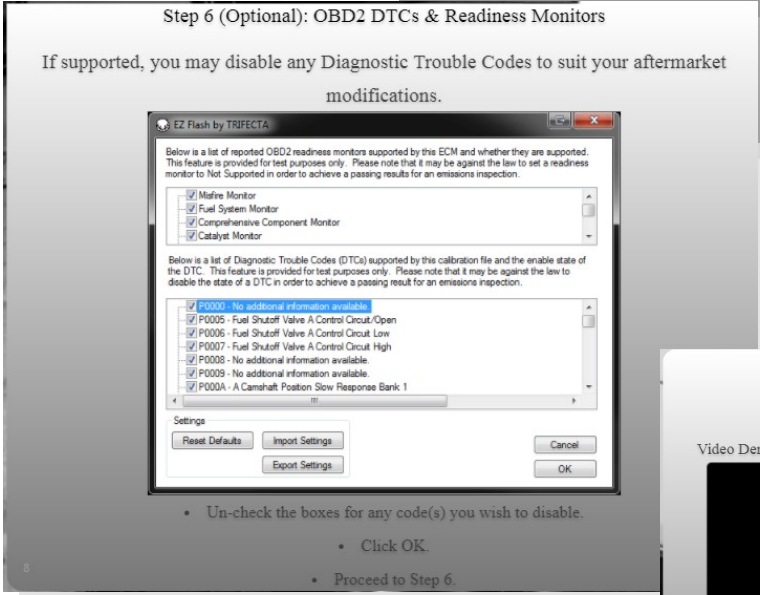 Step 6 (Optional): OBD2 DTCs & Readiness Monitors
If supported, you may disable any Diagnostic Trouble Codes to suit your aftermarket
modifications.
EZ Flash by TRIFECTA
Below is a list of reported OBD2 readiness monitors supported by this ECM and whether they are supported.
This feature is provided for test purposes only. Please note that it may be against the law to set a readiness
monitor to Not Supported in order to achieve a passing results for an emissions inspection.
Misfire Monitor
Fuel System Monitor
Comprehensive Component Monitor
Catalyst Monitor
Below is a list of Diagnostic Trouble Codes (DTCs) supported by this calibration file and the enable state of
the DTC. This feature is provided for test purposes only. Please note that it may be against the law to
disable the state of a DTC in order to achieve a passing result for an emissions inspection.
P0000 - No additional information available.
P0005 - Fuel Shutoff Valve A Control Circuit/Open
P0006 - Fuel Shutoff Valve A Control Circuit Low
P0007 - Fuel Shutoff Valve A Control Circuit High
P0008 - No additional information available.
P0009 - No additional information available.
P000A - A Camshaft Position Slow Response Bank 1
Settings
Reset Defaults
Import Settings
Export Settings
Cancel
OK
• Un-check the boxes for any code(s) you wish to disable.
• Click OK.
• Proceed to Step 6.
8
Video